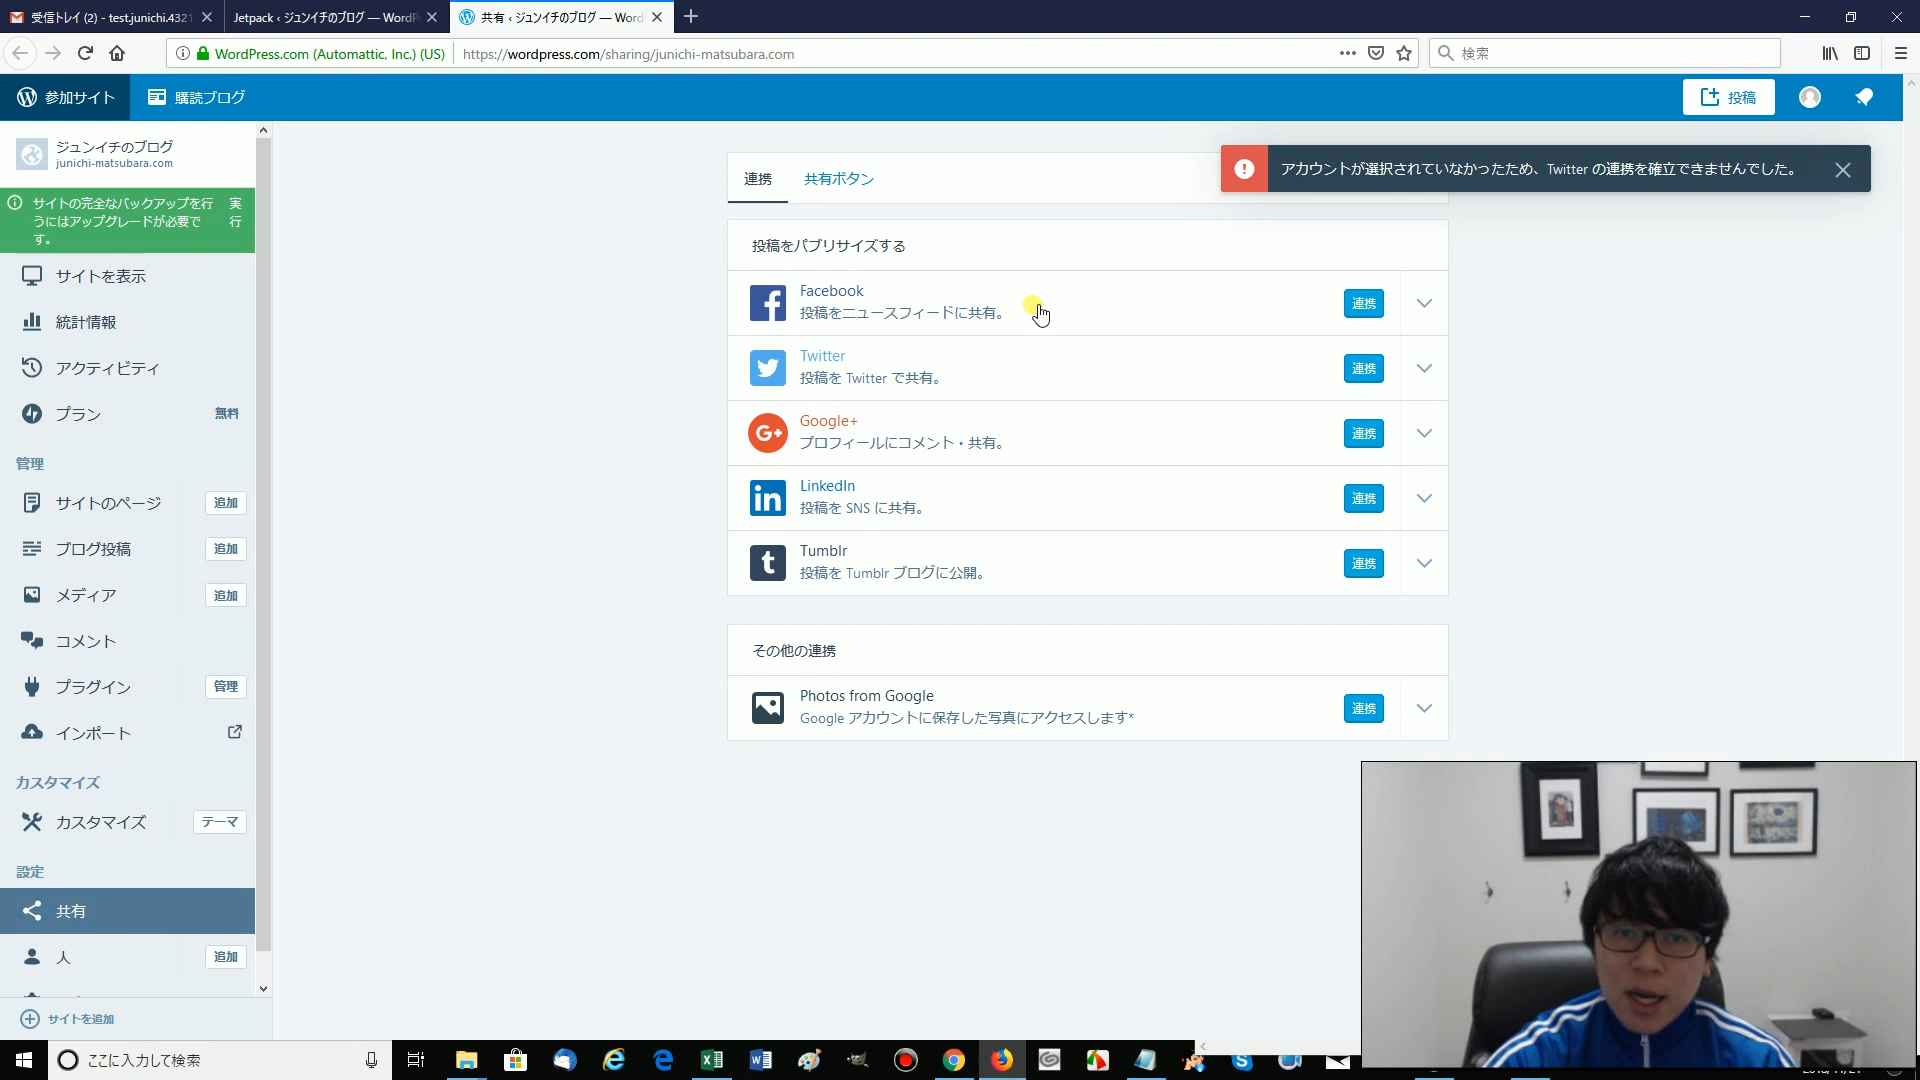 受信トレイ (2) - test.junichi.4321
Jetpack ‹ ジュンイチのブログ — WordP
共有 ‹ ジュンイチのブログ — Word
WordPress.com (Automattic, Inc.) (US)
https://wordpress.com/sharing/junichi-matsubara.com
検索
参加サイト
購読ブログ
投稿
ジュンイチのブログ
junichi-matsubara.com
サイトの完全なバックアップを行
うにはアップグレードが必要で
す。
実
行
サイトを表示
統計情報
アクティビティ
プラン
無料
管理
サイトのページ
追加
ブログ投稿
追加
メディア
追加
コメント
プラグイン
管理
インポート
カスタマイズ
カスタマイズ
テーマ
設定
共有
人
追加
サイトを追加
連携
共有ボタン
アカウントが選択されていなかったため、Twitter の連携を確立できませんでした。
投稿をパブリサイズする
Facebook
投稿をニュースフィードに共有。
連携
Twitter
投稿を Twitter で共有。
連携
Google+
プロフィールにコメント・共有。
連携
LinkedIn
投稿を SNS に共有。
連携
Tumblr
投稿を Tumblr ブログに公開。
連携
その他の連携
Photos from Google
Google アカウントに保存した写真にアクセスします*
連携
ここに入力して検索